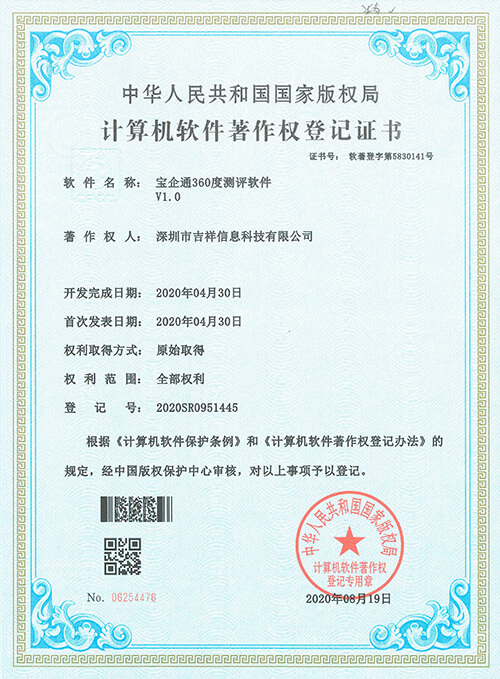 中华人民共和国国家版权局
计算机软件著作权登记证书
证书号： 软著登字第5830141号
软件名称： 宝企通360度测评软件
V1.0
著作权人： 深圳市吉祥信息科技有限公司
开发完成日期： 2020年04月30日
首次发表日期： 2020年04月30日
权利取得方式： 原始取得
权利范围： 全部权利
登记号： 2020SR0951445
根据《计算机软件保护条例》和《计算机软件著作权登记办法》的
规定，经中国版权保护中心审核，对以上事项予以登记。
中华人民共和国国家版权局
计算机软件著作权
登记专用章
No. 06254476
2020年08月19日